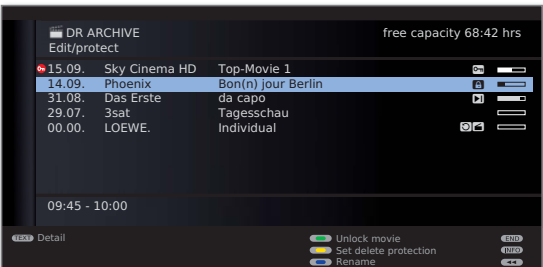 DR ARCHIVE free capacity 68:42 hrs
Edit/protect
15.09. Sky Cinema HD Top-Movie 1
14.09. Phoenix Bon(n) jour Berlin
31.08. Das Erste da capo
29.07. 3sat Tagesschau
00.00. LOEWE. Individual
09:45 - 10:00
TEXT Detail Unlock movie END
Set delete protection INFO
Rename